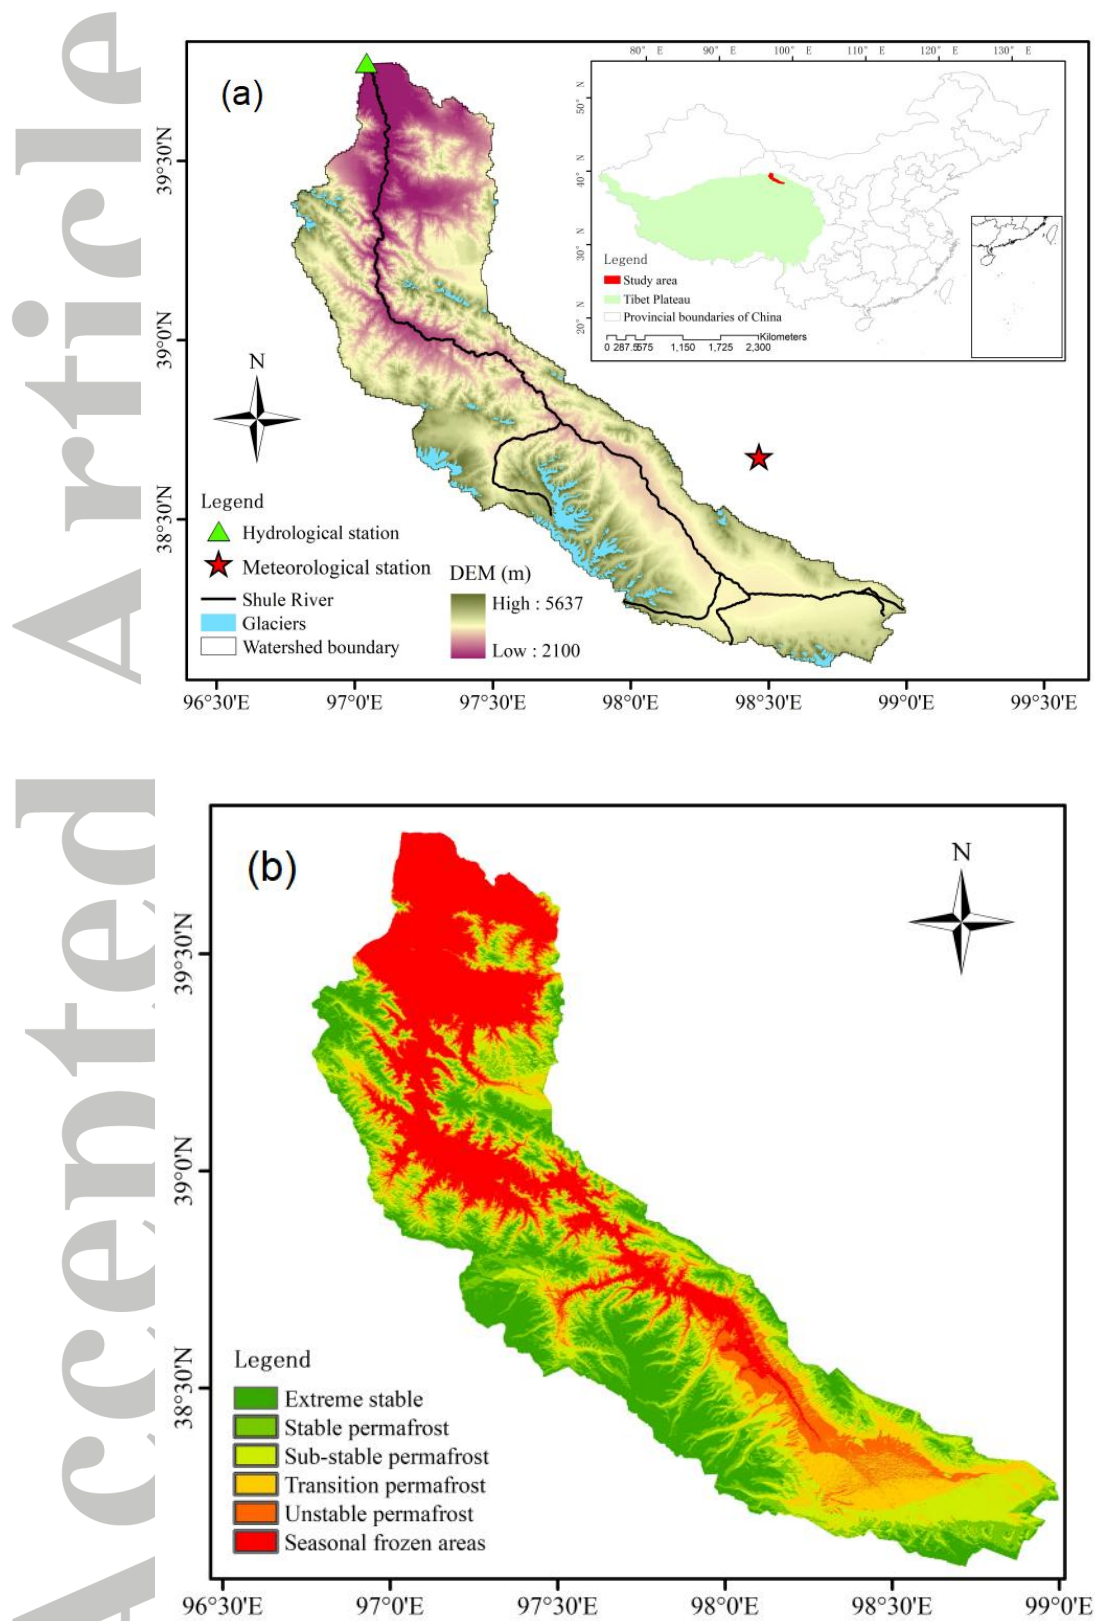 Accepted Article
(a)
80° E 90° E 100° E 110° E 120° E 130° E
50° N
40° N
30° N
20° N
Legend
Study area
Tibet Plateau
Provincial boundaries of China
0 287.5575 1,150 1,725 2,300 Kilometers
39°30'N
39°0'N
38°30'N
N
Legend
Hydrological station
Meteorological station
Shule River
Glaciers
Watershed boundary
DEM (m)
High : 5637
Low : 2100
96°30'E 97°0'E 97°30'E 98°0'E 98°30'E 99°0'E 99°30'E
(b)
N
39°30'N
39°0'N
38°30'N
Legend
Extreme stable
Stable permafrost
Sub-stable permafrost
Transition permafrost
Unstable permafrost
Seasonal frozen areas
96°30'E 97°0'E 97°30'E 98°0'E 98°30'E 99°0'E